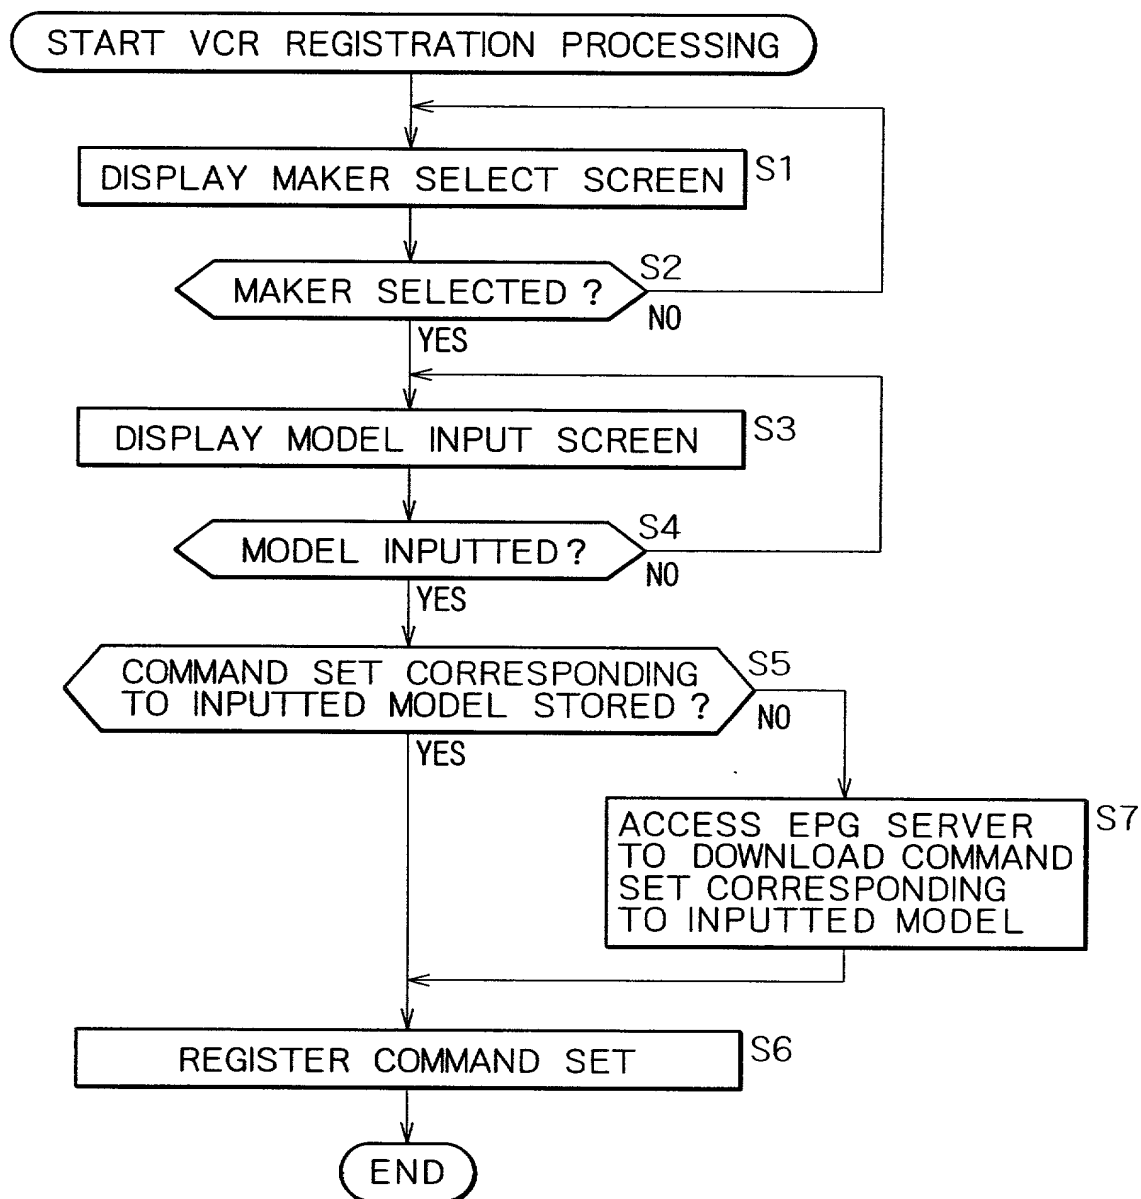 START VCR REGISTRATION PROCESSING
DISPLAY MAKER SELECT SCREEN
S1
MAKER SELECTED ?
S2
NO
YES
DISPLAY MODEL INPUT SCREEN
S3
MODEL INPUTTED ?
S4
NO
YES
COMMAND SET CORRESPONDING
TO INPUTTED MODEL STORED ?
S5
NO
YES
ACCESS EPG SERVER
TO DOWNLOAD COMMAND
SET CORRESPONDING
TO INPUTTED MODEL
S7
REGISTER COMMAND SET
S6
END